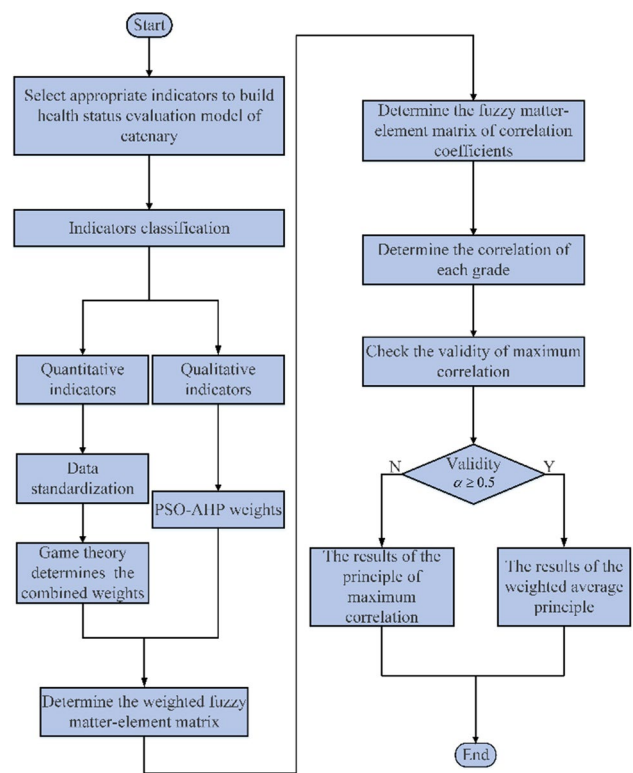 Start
Select appropriate indicators to build
health status evaluation model of
catenary
Indicators classification
Quantitative
indicators
Qualitative
indicators
Data
standardization
PSO-AHP weights
Game theory
determines the
combined weights
Determine the weighted fuzzy
matter-element matrix
Determine the fuzzy matter-
element matrix of correlation
coefficients
Determine the correlation of
each grade
Check the validity of maximum
correlation
N
Validity
α ≥ 0.5
Y
The results of the
principle of
maximum
correlation
The results of the
weighted average
principle
End